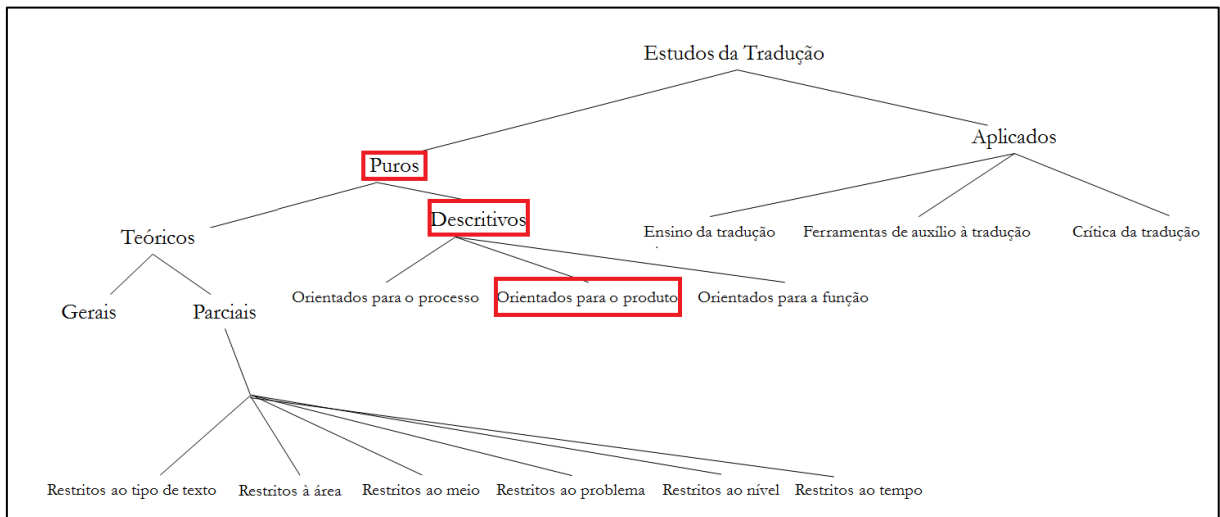 Estudos da Tradução
Aplicados
Puros
Descritivos
Teóricos
Ensino da tradução
Ferramentas de auxílio à tradução
Crítica da tradução
Orientados para o processo
Orientados para o produto
Orientados para a função
Gerais
Parciais
Restritos ao tipo de texto
Restritos à área
Restritos ao meio
Restritos ao problema
Restritos ao nível
Restritos ao tempo